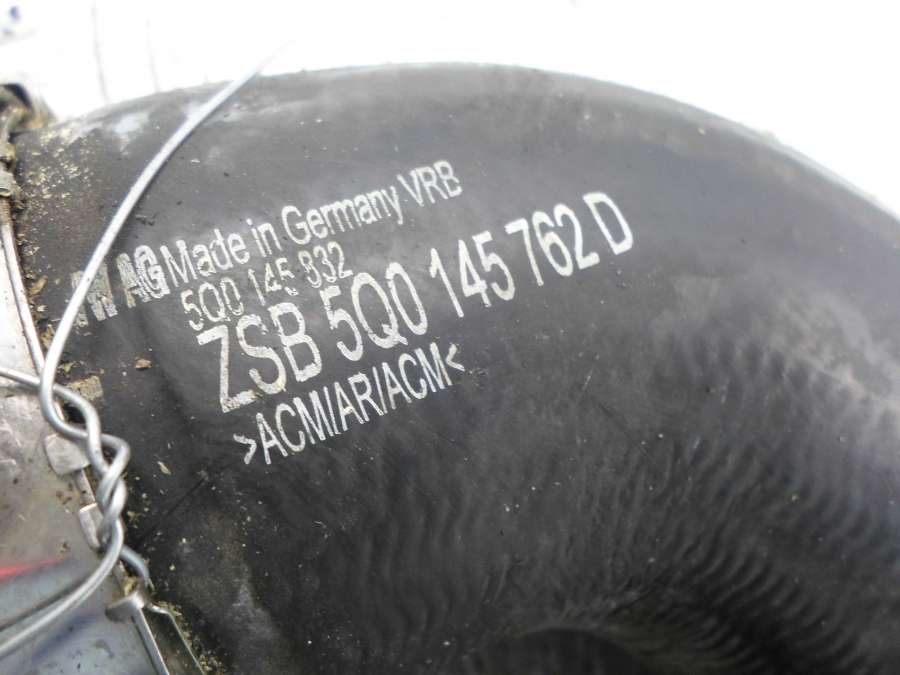 AG Made in Germany VRB
5Q0 145 832
ZSB 5Q0 145 762 D
>ACM/AR/ACM<